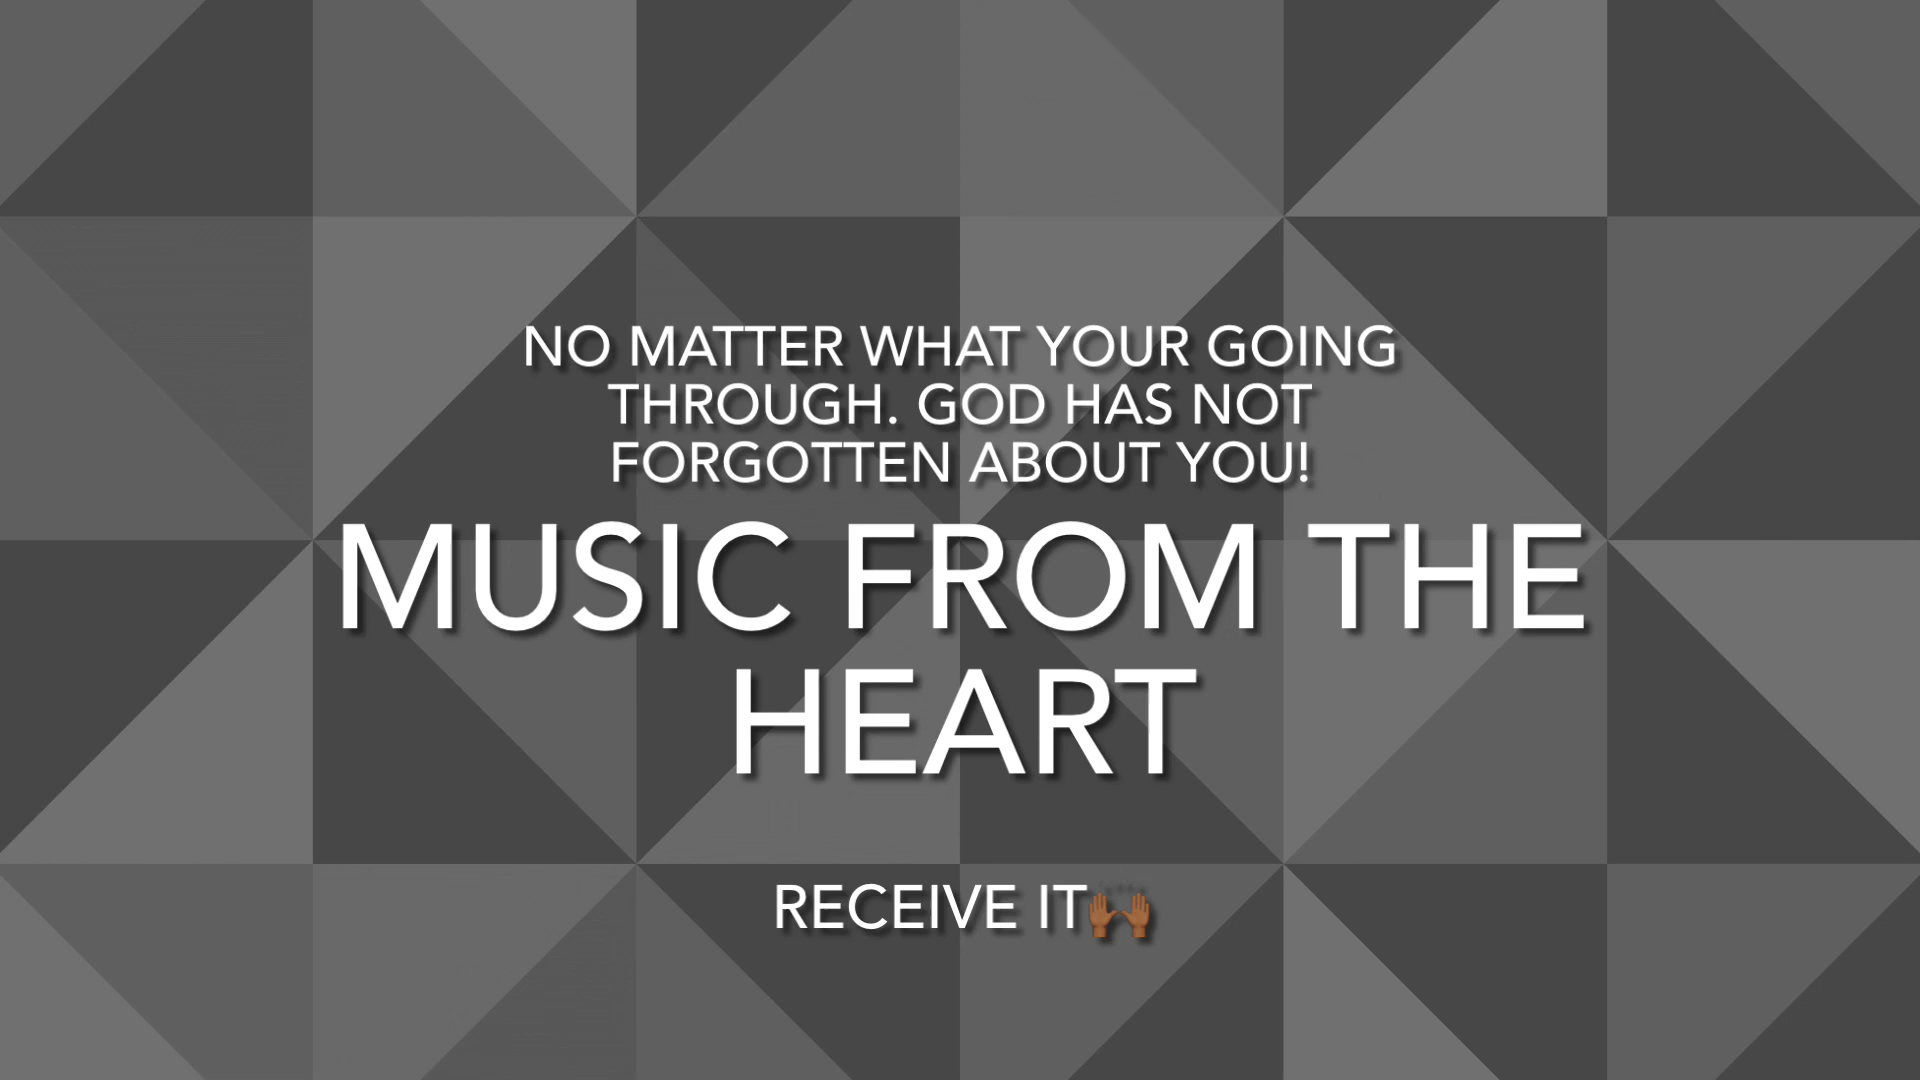 NO MATTER WHAT YOUR GOING
THROUGH. GOD HAS NOT
FORGOTTEN ABOUT YOU!
MUSIC FROM THE
HEART
RECEIVE IT🙌🏾